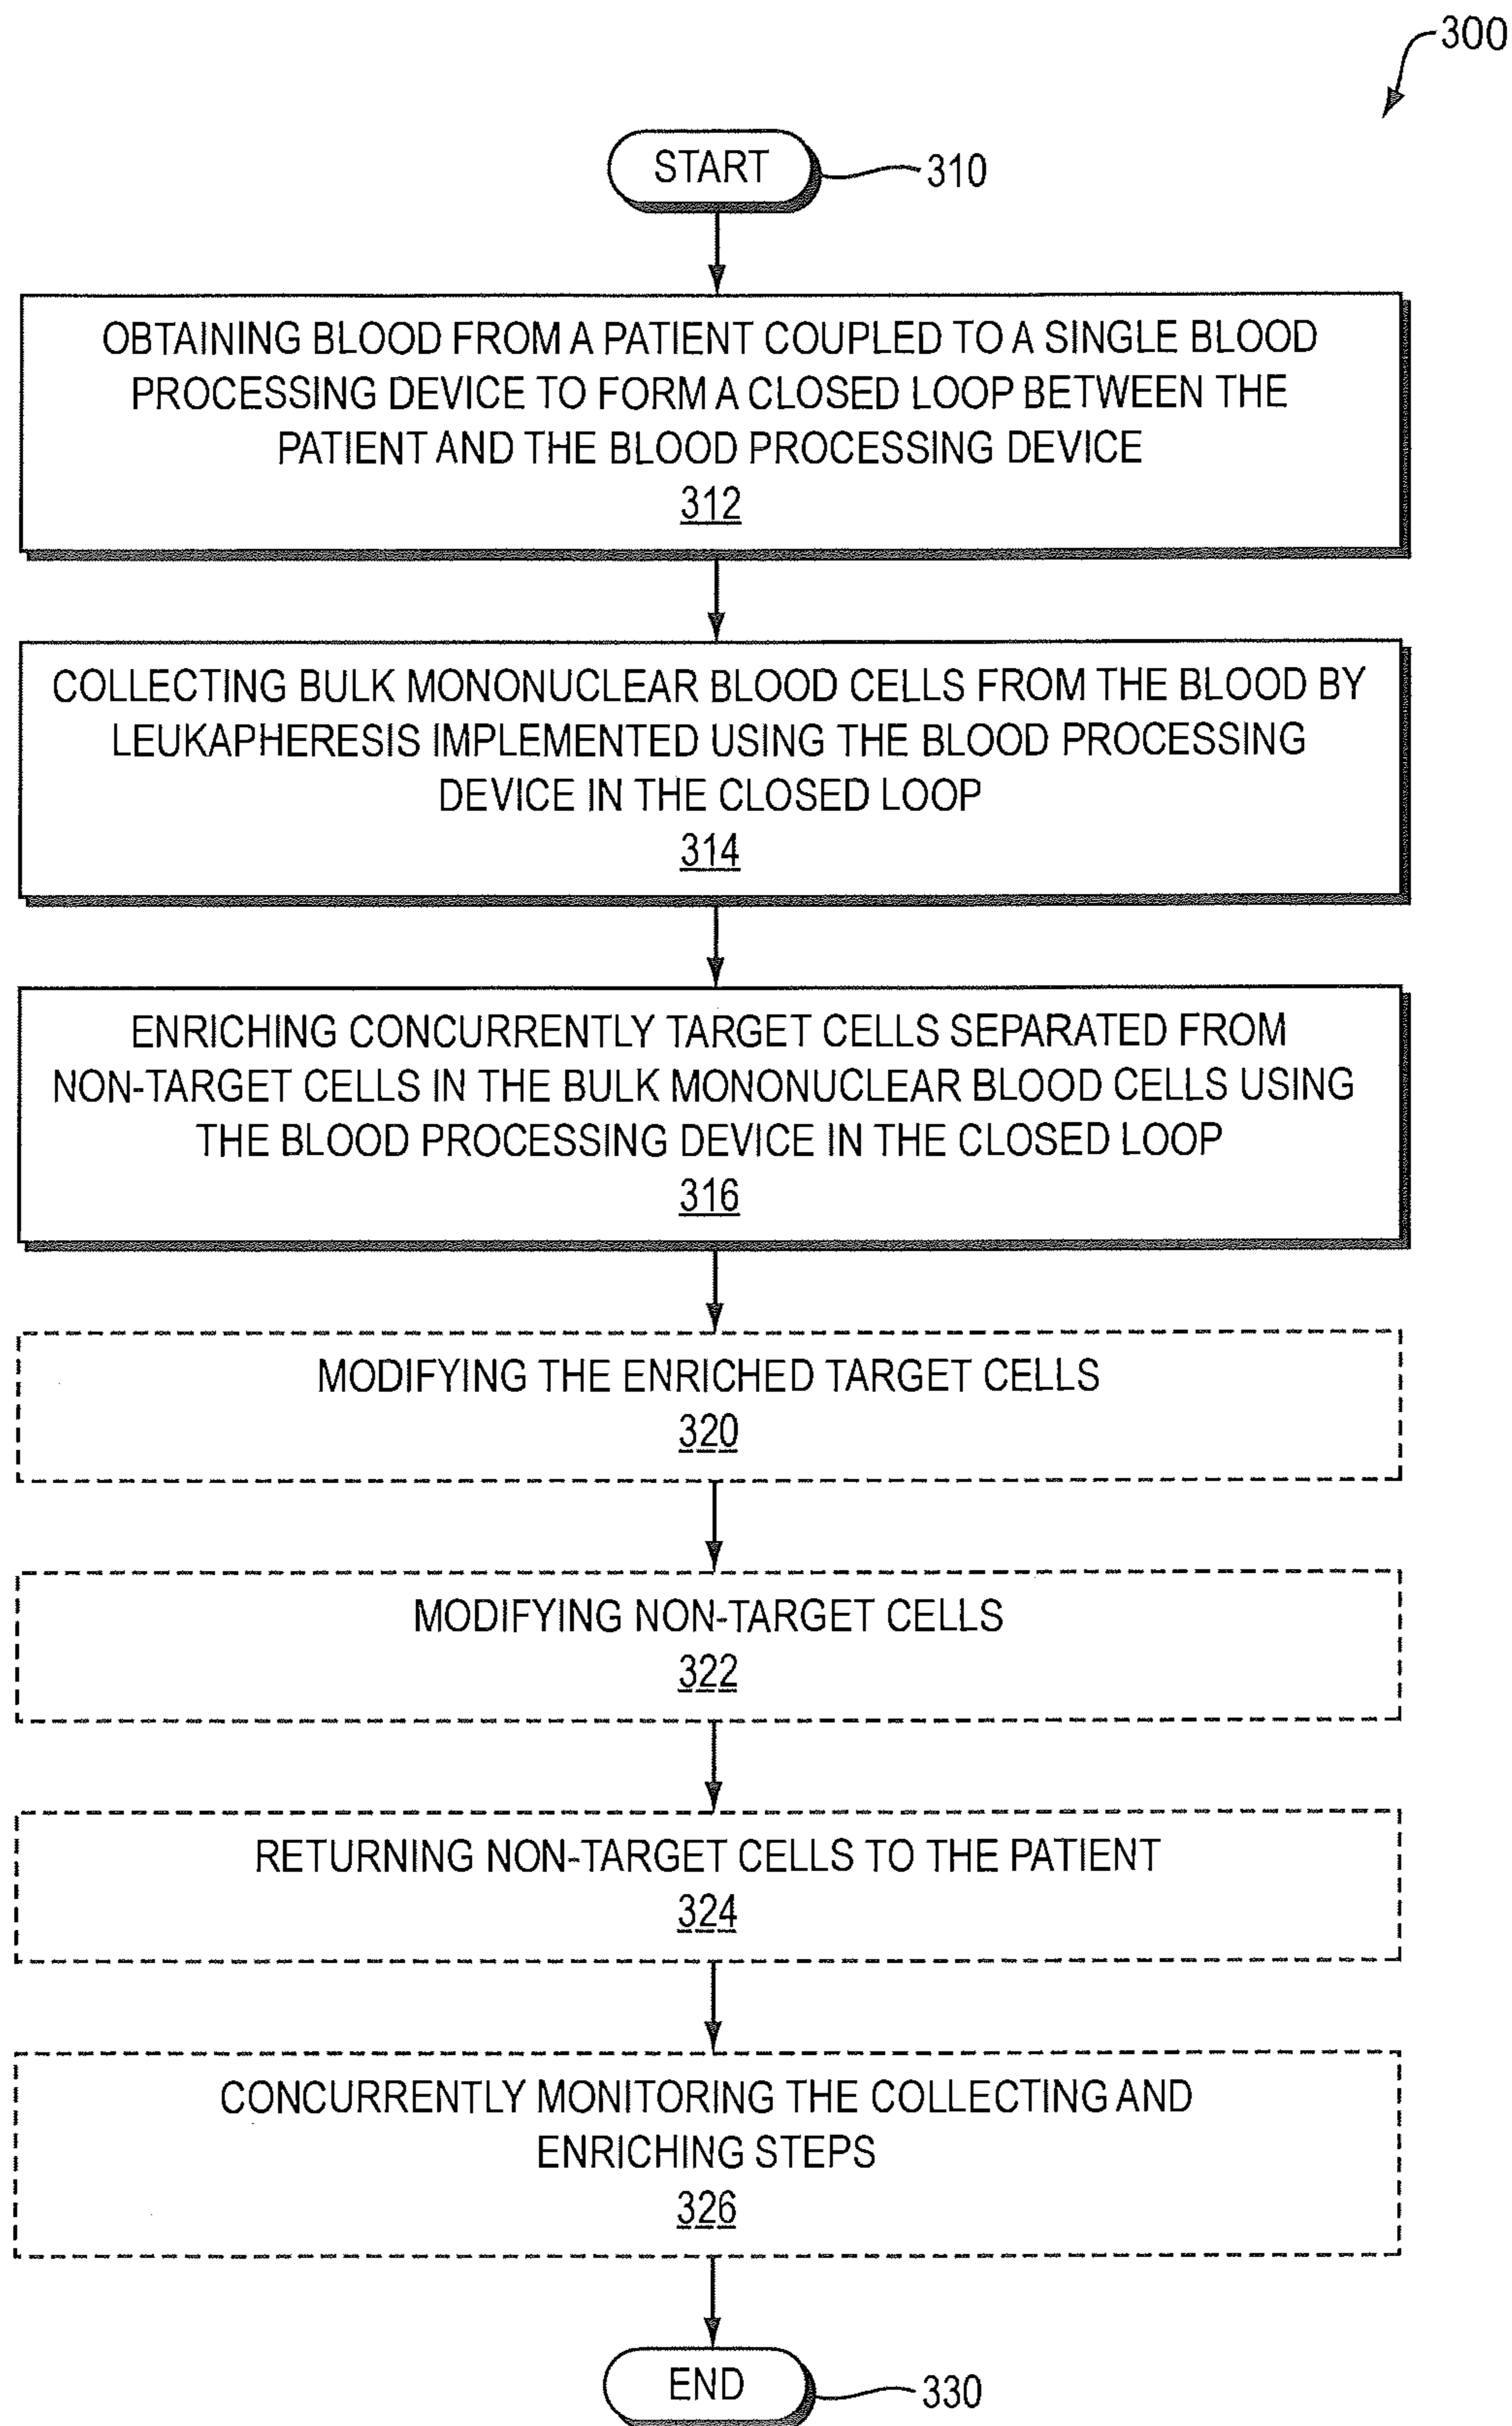 300
START
310
OBTAINING BLOOD FROM A PATIENT COUPLED TO A SINGLE BLOOD
PROCESSING DEVICE TO FORM A CLOSED LOOP BETWEEN THE
PATIENT AND THE BLOOD PROCESSING DEVICE
312
COLLECTING BULK MONONUCLEAR BLOOD CELLS FROM THE BLOOD BY
LEUKAPHERESIS IMPLEMENTED USING THE BLOOD PROCESSING
DEVICE IN THE CLOSED LOOP
314
ENRICHING CONCURRENTLY TARGET CELLS SEPARATED FROM
NON-TARGET CELLS IN THE BULK MONONUCLEAR BLOOD CELLS USING
THE BLOOD PROCESSING DEVICE IN THE CLOSED LOOP
316
MODIFYING THE ENRICHED TARGET CELLS
320
MODIFYING NON-TARGET CELLS
322
RETURNING NON-TARGET CELLS TO THE PATIENT
324
CONCURRENTLY MONITORING THE COLLECTING AND
ENRICHING STEPS
326
END
330